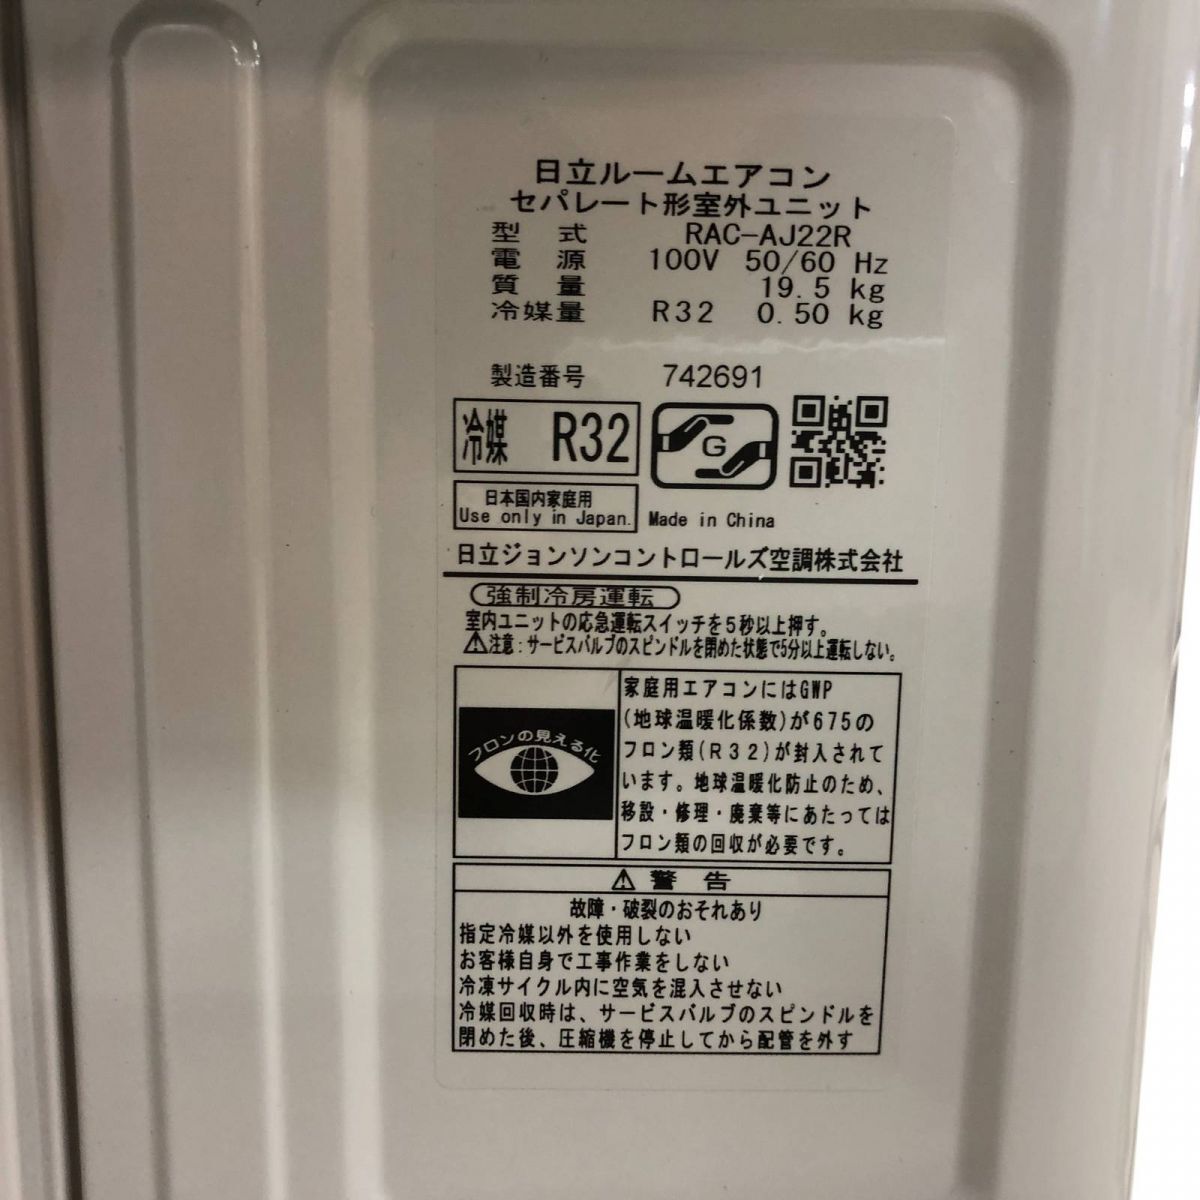 日立ルームエアコン
セパレート形室外ユニット
型 式 RAC-AJ22R
電 源 100V 50/60 Hz
質 量 19.5 kg
冷媒量 R32 0.50 kg
製造番号 742691
冷媒 R32
G
日本国内家庭用
Use only in Japan.
Made in China
日立ジョンソンコントロールズ空調株式会社
強制冷房運転
室内ユニットの応急運転スイッチを5秒以上押す。
⚠注意:サービスバルブのスピンドルを閉めた状態で5分以上運転しない。
フロンの見える化
家庭用エアコンにはGWP
(地球温暖化係数)が675の
フロン類(R32)が封入されて
います。地球温暖化防止のため、
移設・修理・廃棄等にあたっては
フロン類の回収が必要です。
⚠ 警 告
故障・破裂のおそれあり
指定冷媒以外を使用しない
お客様自身で工事作業をしない
冷凍サイクル内に空気を混入させない
冷媒回収時は、サービスバルブのスピンドルを
閉めた後、圧縮機を停止してから配管を外す